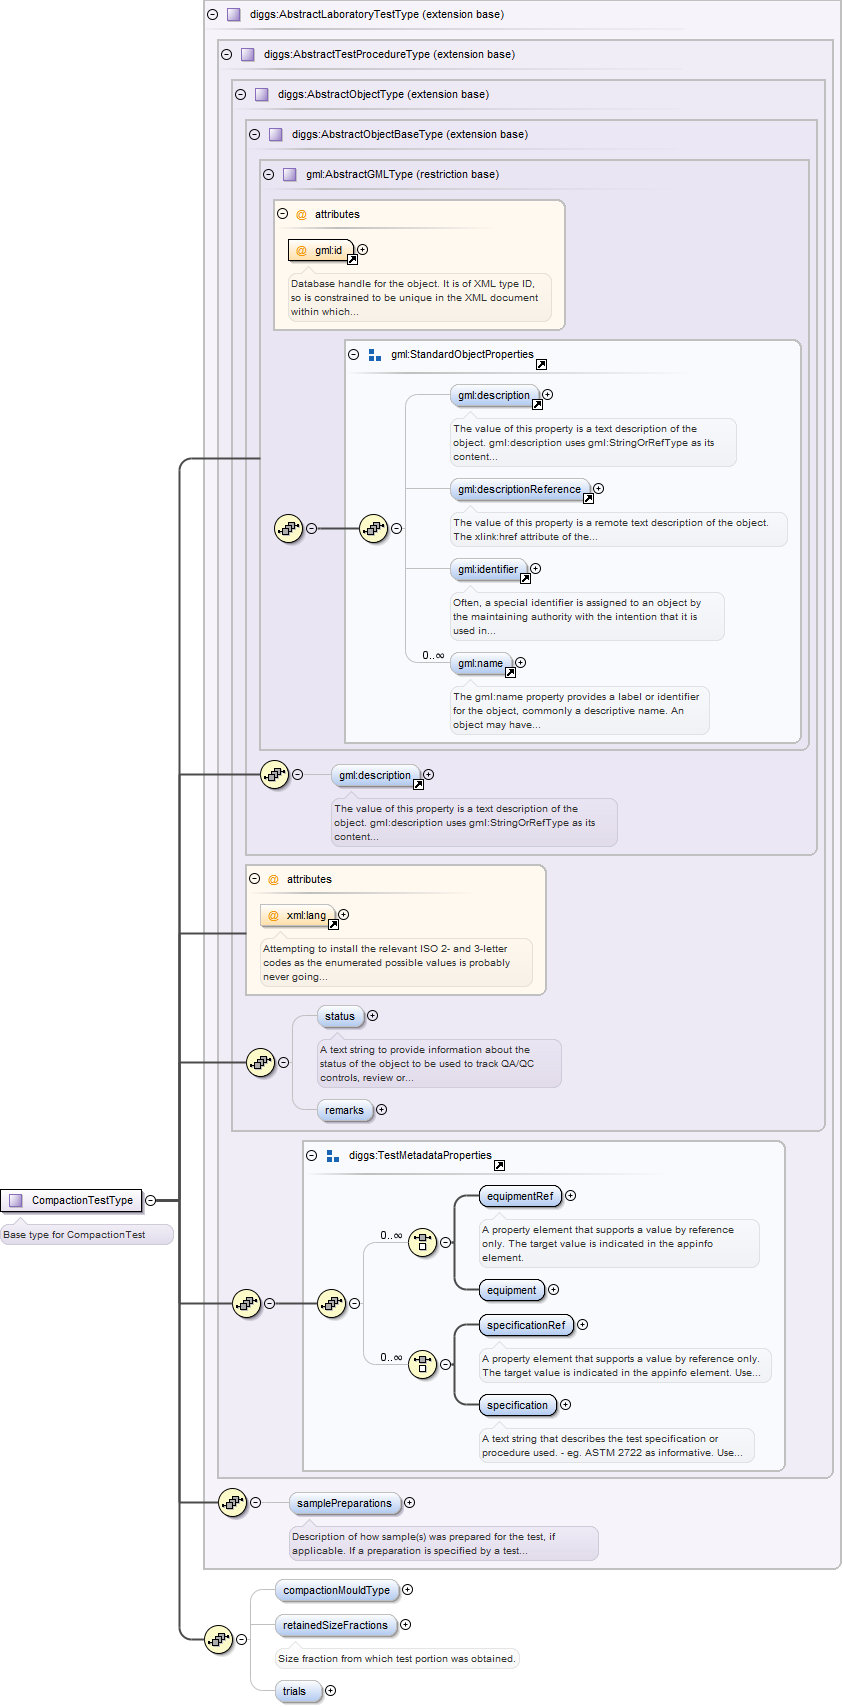 diggs:AbstractLaboratoryTestType (extension base)
diggs:AbstractTestProcedureType (extension base)
diggs:AbstractObjectType (extension base)
diggs:AbstractObjectBaseType (extension base)
gml:AbstractGMLType (restriction base)
@ attributes
@ gml:id
Database handle for the object. It is of XML type ID,
so is constrained to be unique in the XML document
within which...
gml:StandardObjectProperties
gml:description
The value of this property is a text description of the
object. gml:description uses gml:StringOrRefType as its
content...
gml:descriptionReference
The value of this property is a remote text description of the object.
The xlink:href attribute of the...
gml:identifier
Often, a special identifier is assigned to an object by
the maintaining authority with the intention that it is
used in...
0..∞
gml:name
The gml:name property provides a label or identifier
for the object, commonly a descriptive name. An
object may have...
gml:description
The value of this property is a text description of the
object. gml:description uses gml:StringOrRefType as its
content...
@ attributes
@ xml:lang
Attempting to install the relevant ISO 2- and 3-letter
codes as the enumerated possible values is probably
never going...
status
A text string to provide information about the
status of the object to be used to track QA/QC
controls, review or...
remarks
diggs:TestMetadataProperties
equipmentRef
0..∞
A property element that supports a value by reference
only. The target value is indicated in the appinfo
element.
equipment
specificationRef
0..∞
A property element that supports a value by reference only.
The target value is indicated in the appinfo element. Use...
specification
A text string that describes the test specification or
procedure used. - eg. ASTM 2722 as informative. Use...
CompactionTestType
Base type for CompactionTest
samplePreparations
Description of how sample(s) was prepared for the test, if
applicable. If a preparation is specified by a test...
compactionMouldType
retainedSizeFractions
Size fraction from which test portion was obtained.
trials